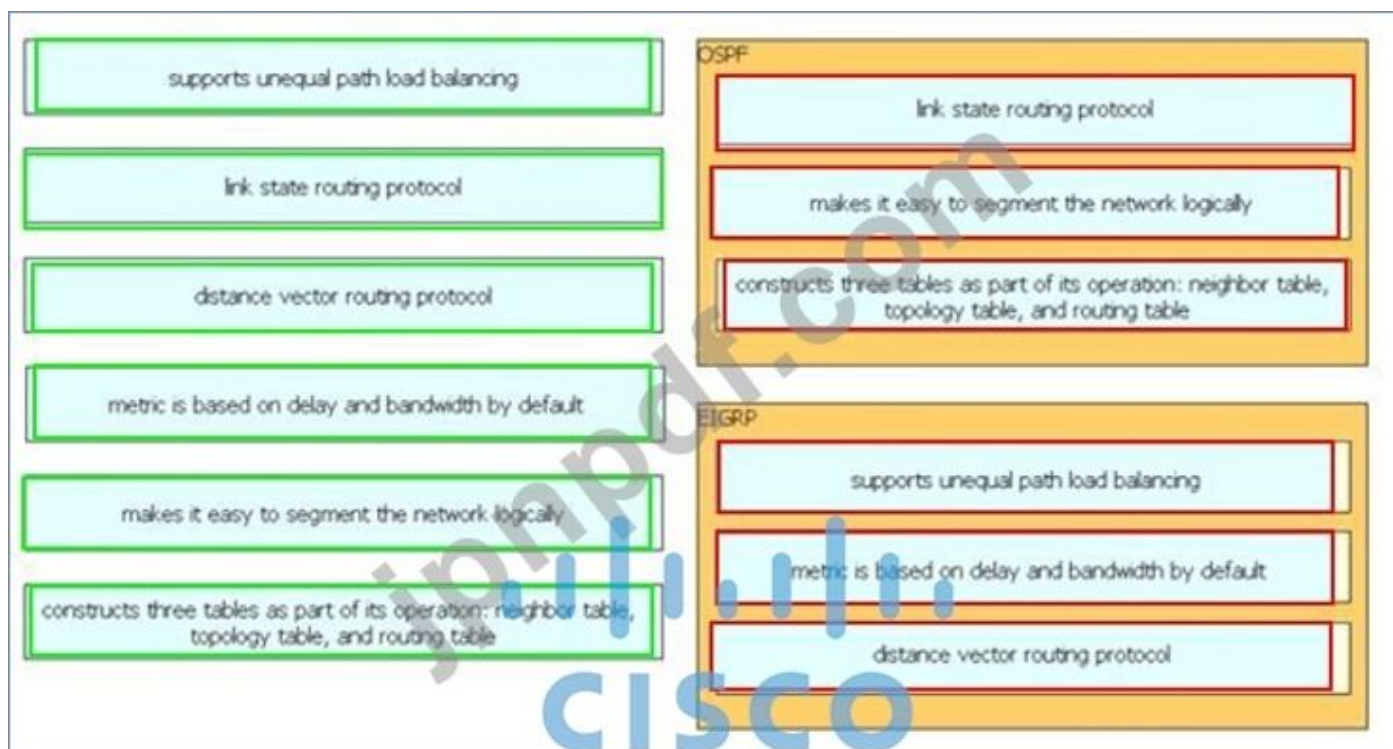 supports unequal path load balancing
link state routing protocol
distance vector routing protocol
metric is based on delay and bandwidth by default
makes it easy to segment the network logically
constructs three tables as part of its operation: neighbor table,
topology table, and routing table
OSPF
link state routing protocol
makes it easy to segment the network logically
constructs three tables as part of its operation: neighbor table,
topology table, and routing table
EIGRP
supports unequal path load balancing
metric is based on delay and bandwidth by default
distance vector routing protocol
jpnpdf.com
CISCO